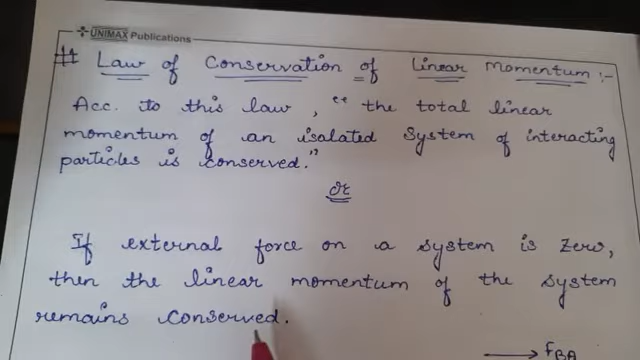 UNIMAX Publications
# Law of Conservation of Linear Momentum :-
Acc. to this law, "the total linear
momentum of an isalated system of interacting
particles is conserved."
or
If external force on a system is zero,
then the linear momentum of the system
remains conserved.
F_BA